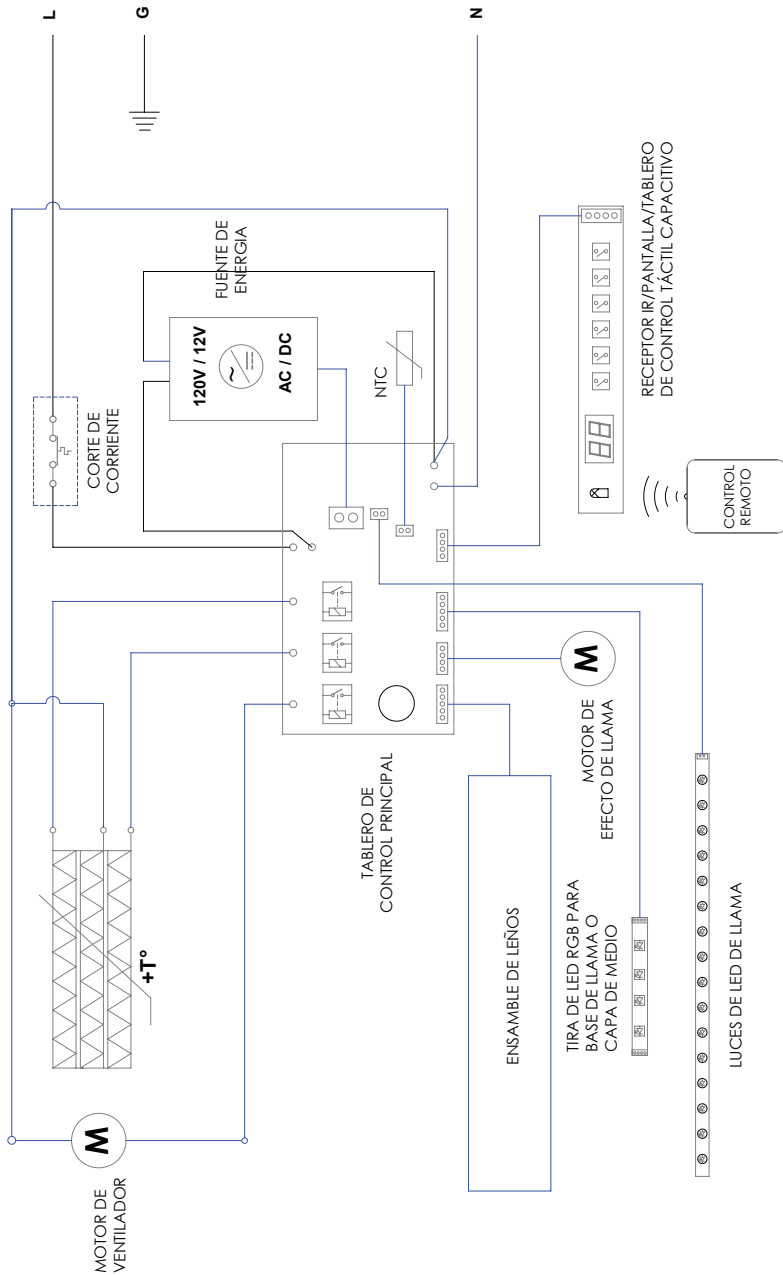 L
G
N
CORTE DE
CORRIENTE
FUENTE DE
ENERGIA
120V / 12V
AC / DC
NTC
+T°
M
MOTOR DE
VENTILADOR
TABLERO DE
CONTROL PRINCIPAL
RECEPTOR IR/PANTALLA/TABLERO
DE CONTROL TÁCTIL CAPACITIVO
88
CONTROL
REMOTO
M
MOTOR DE
EFECTO DE LLAMA
ENSAMBLE DE LEÑOS
TIRA DE LED RGB PARA
BASE DE LLAMA O
CAPA DE MEDIO
LUCES DE LED DE LLAMA